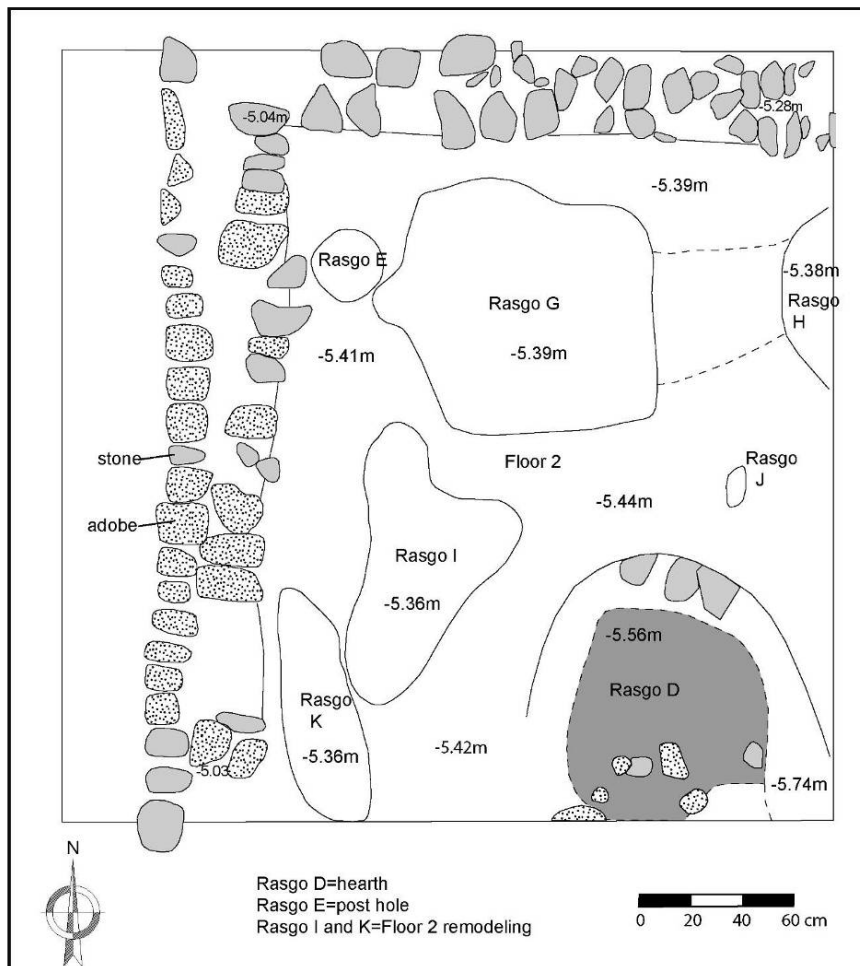 -5.04m
-5.28m
-5.39m
Rasgo E
-5.38m
Rasgo
H
Rasgo G
-5.39m
-5.41m
stone
Floor 2
Rasgo
J
-5.44m
adobe
Rasgo I
-5.36m
-5.56m
Rasgo D
Rasgo
K
-5.36m
-5.42m
-5.03
-5.74m
N
Rasgo D=hearth
Rasgo E=post hole
Rasgo I and K=Floor 2 remodeling
0 20 40 60 cm